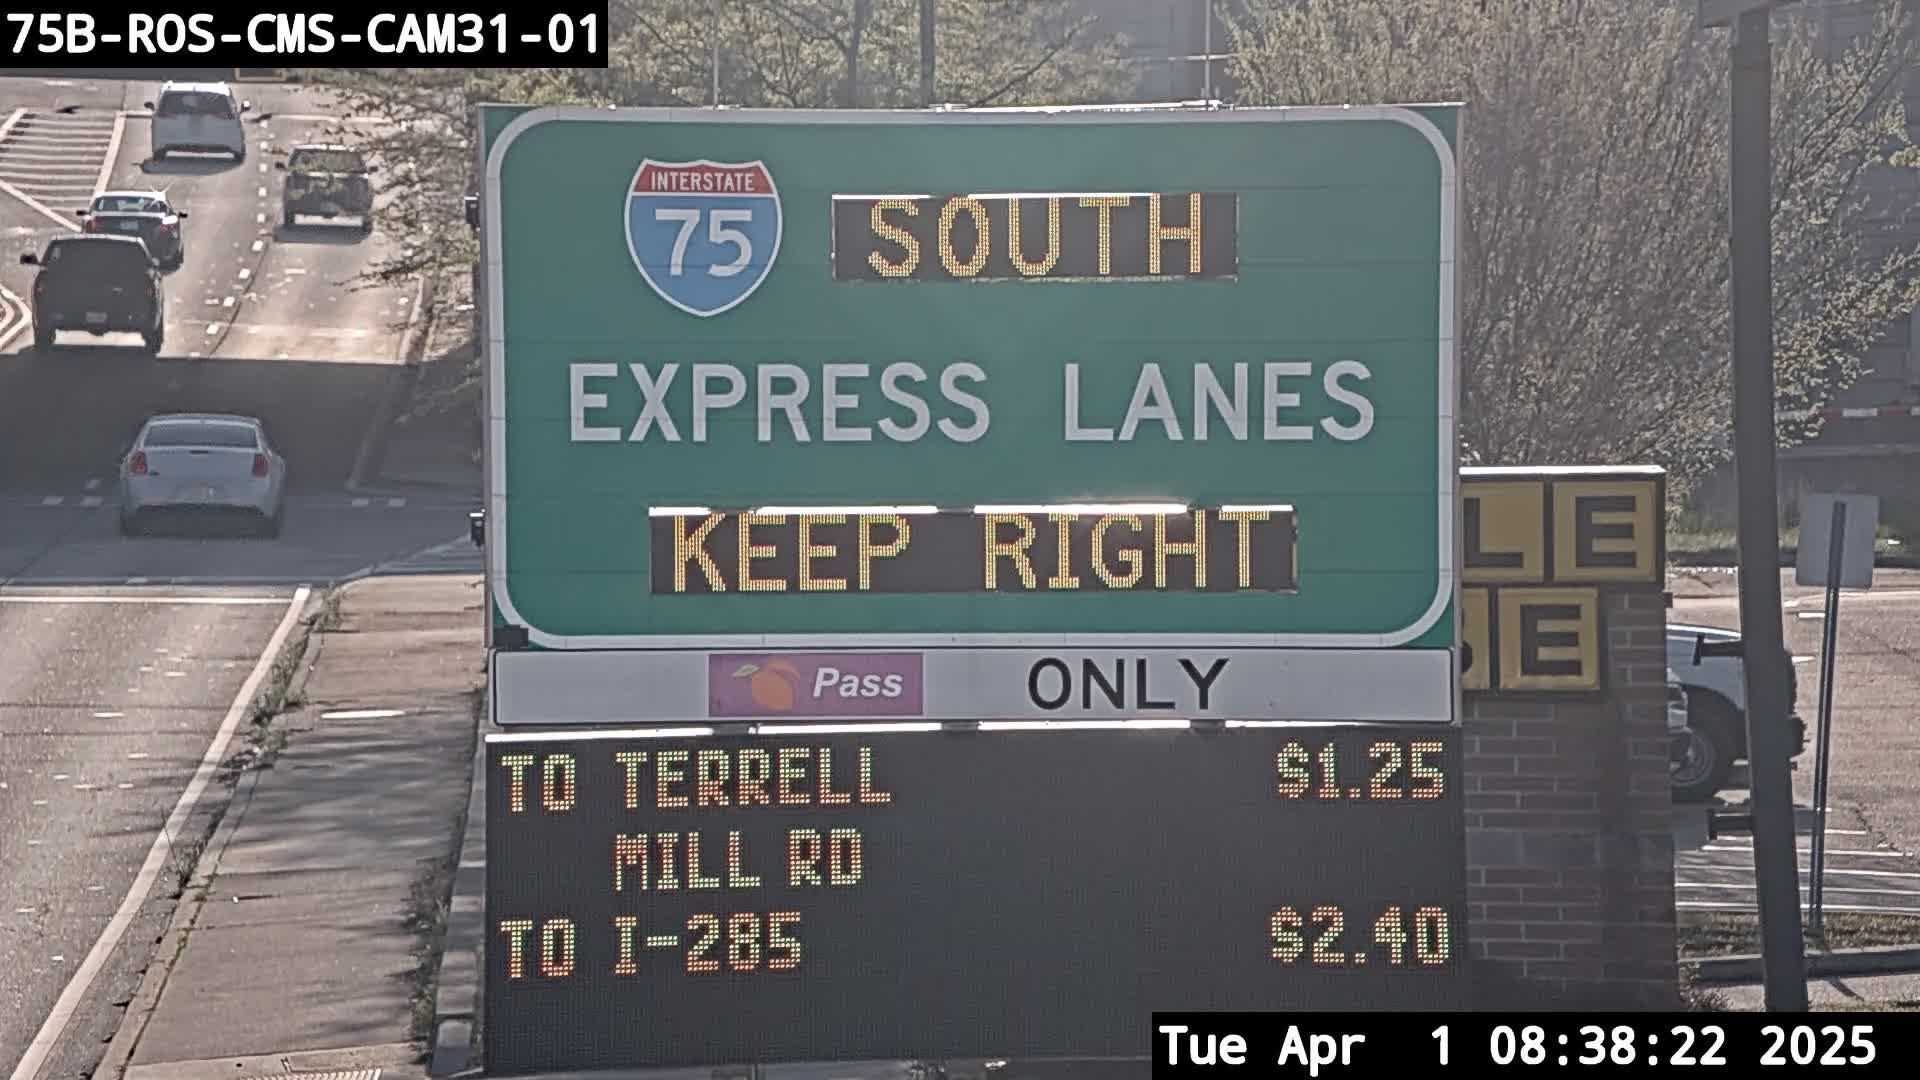 75B-ROS-CMS-CAM31-01
INTERSTATE
75
SOUTH
EXPRESS LANES
KEEP RIGHT
Pass ONLY
LE
E
TO TERRELL $1.25
MILL RD
TO I-285 $2.40
Tue Apr 1 08:38:22 2025